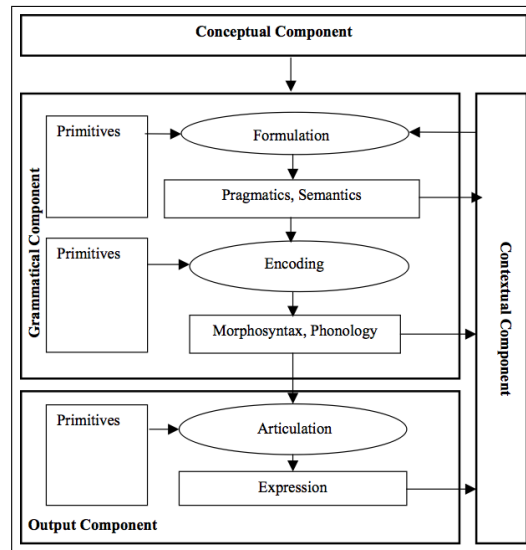 Conceptual Component
Grammatical Component
Primitives
Formulation
Pragmatics, Semantics
Primitives
Encoding
Morphosyntax, Phonology
Contextual Component
Primitives
Articulation
Expression
Output Component